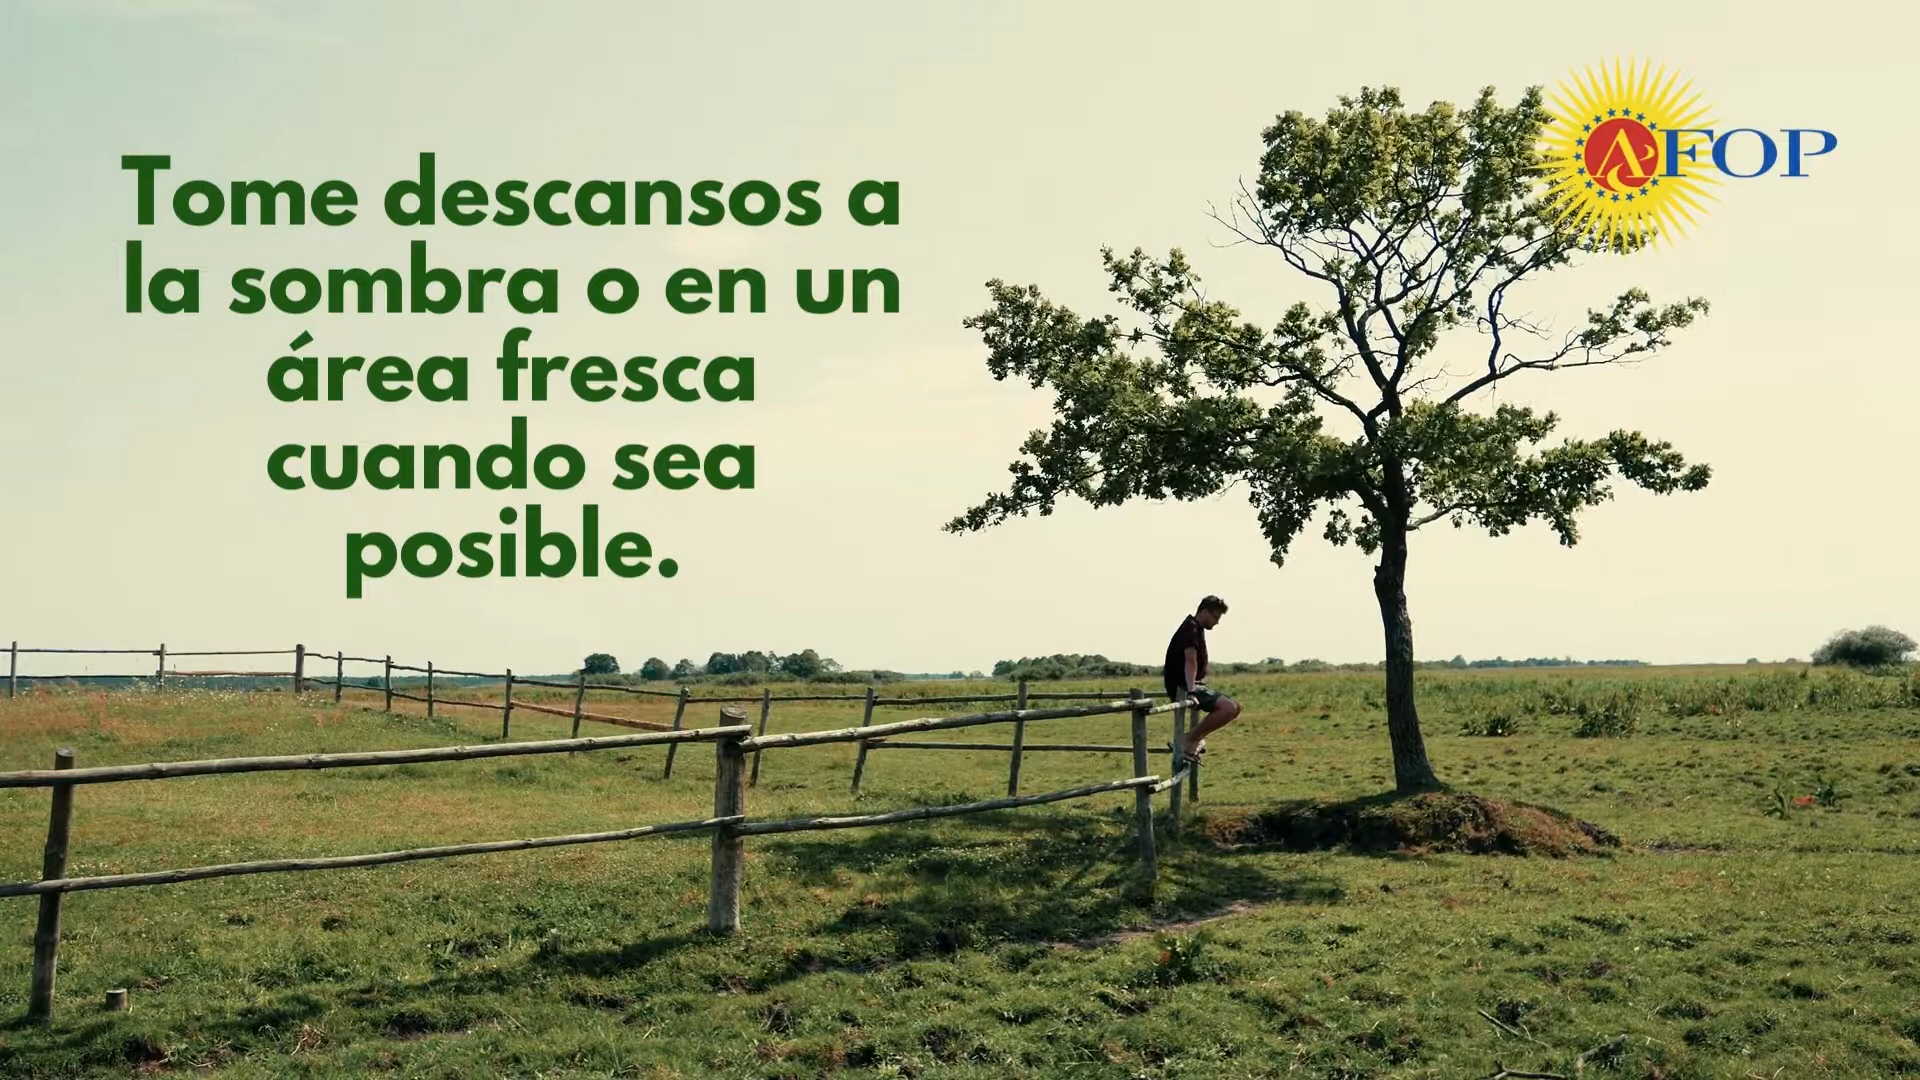 Tome descansos a
la sombra o en un
área fresca
cuando sea
posible.
AFOP